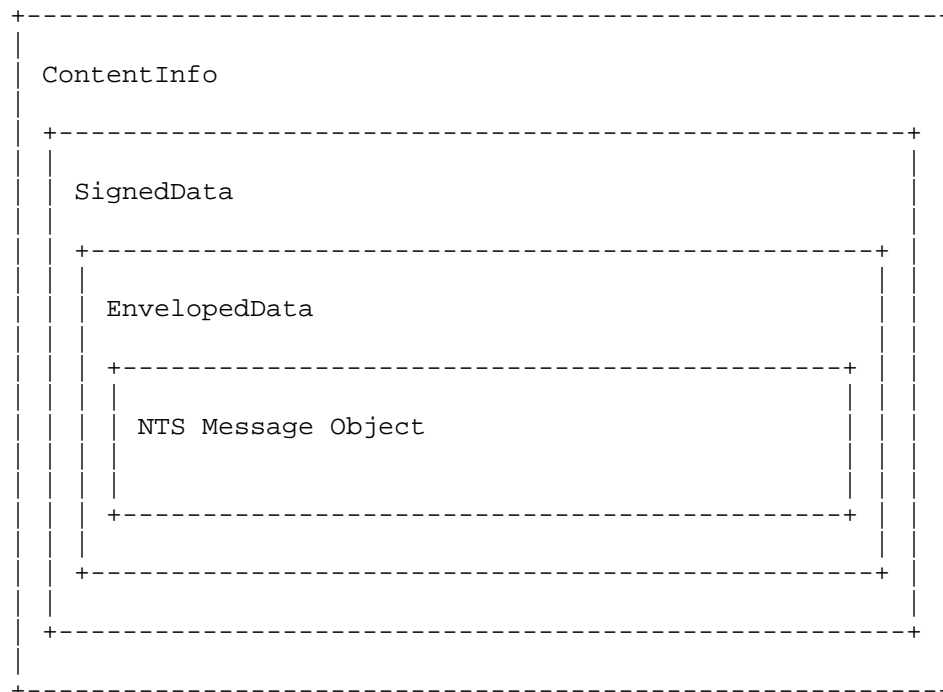 ContentInfo
SignedData
EnvelopedData
NTS Message Object